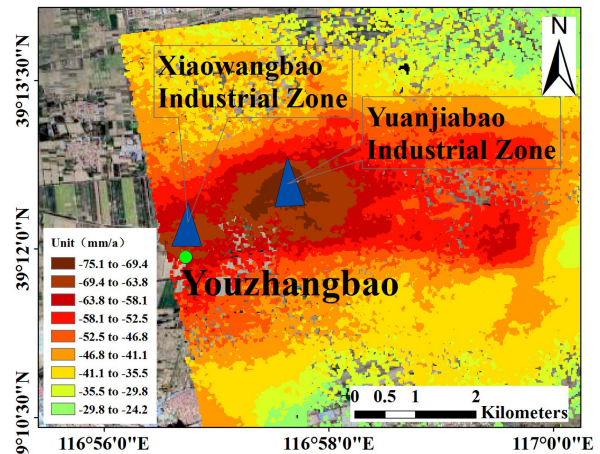 N
39°13'30"N
Xiaowangbao
Industrial Zone
Yuanjiabao
Industrial Zone
39°12'0"N
Unit (mm/a)
-75.1 to -69.4
-69.4 to -63.8
-63.8 to -58.1
-58.1 to -52.5
-52.5 to -46.8
-46.8 to -41.1
-41.1 to -35.5
-35.5 to -29.8
-29.8 to -24.2
Youzhangbao
0 0.5 1 2
Kilometers
9°10'30"N
116°56'0"E 116°58'0"E 117°0'0"E